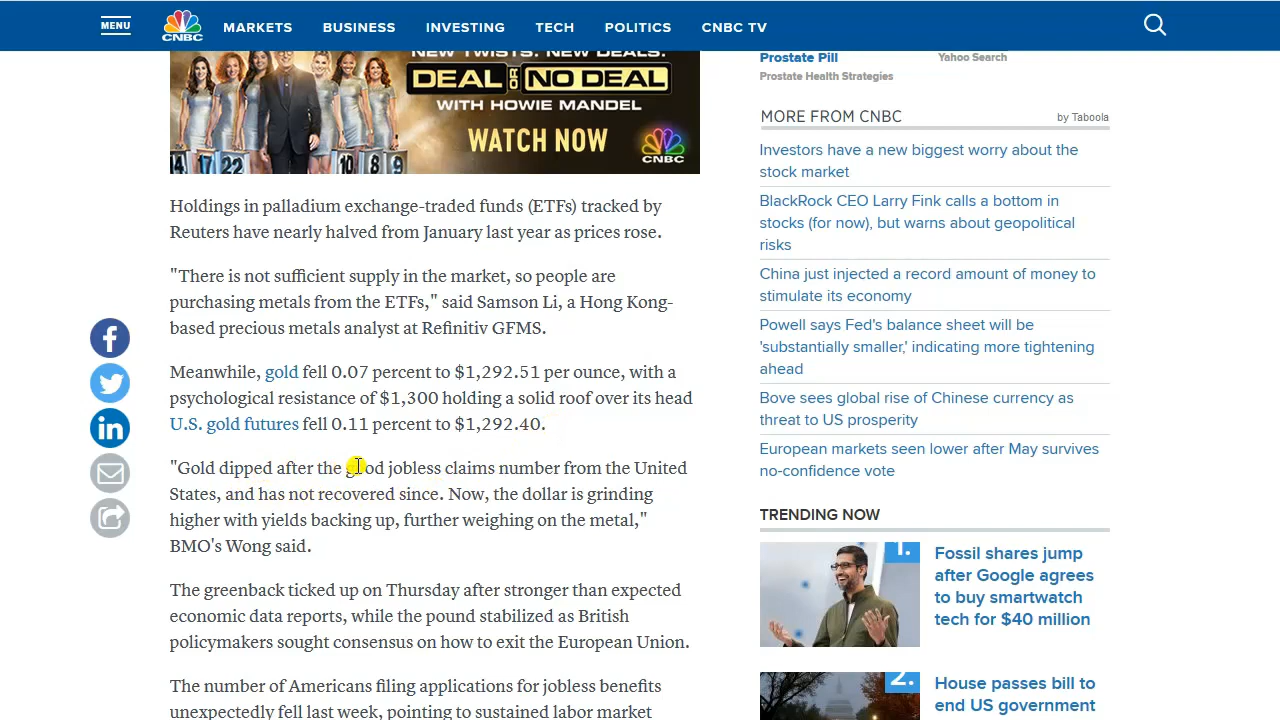 MENU
CNBC
MARKETS
BUSINESS
INVESTING
TECH
POLITICS
CNBC TV
NEW TWISTS. NEW DEALS.
DEAL OR NO DEAL
WITH HOWIE MANDEL
WATCH NOW
CNBC
14 17 22 10 8 9
Holdings in palladium exchange-traded funds (ETFs) tracked by
Reuters have nearly halved from January last year as prices rose.
"There is not sufficient supply in the market, so people are
purchasing metals from the ETFs," said Samson Li, a Hong Kong-
based precious metals analyst at Refinitiv GFMS.
Meanwhile, gold fell 0.07 percent to $1,292.51 per ounce, with a
psychological resistance of $1,300 holding a solid roof over its head
U.S. gold futures fell 0.11 percent to $1,292.40.
"Gold dipped after the good jobless claims number from the United
States, and has not recovered since. Now, the dollar is grinding
higher with yields backing up, further weighing on the metal,"
BMO's Wong said.
The greenback ticked up on Thursday after stronger than expected
economic data reports, while the pound stabilized as British
policymakers sought consensus on how to exit the European Union.
The number of Americans filing applications for jobless benefits
unexpectedly fell last week, pointing to sustained labor market
Prostate Pill
Prostate Health Strategies
Yahoo Search
MORE FROM CNBC
by Taboola
Investors have a new biggest worry about the
stock market
BlackRock CEO Larry Fink calls a bottom in
stocks (for now), but warns about geopolitical
risks
China just injected a record amount of money to
stimulate its economy
Powell says Fed's balance sheet will be
'substantially smaller,' indicating more tightening
ahead
Bove sees global rise of Chinese currency as
threat to US prosperity
European markets seen lower after May survives
no-confidence vote
TRENDING NOW
1.
Fossil shares jump
after Google agrees
to buy smartwatch
tech for $40 million
2.
House passes bill to
end US government